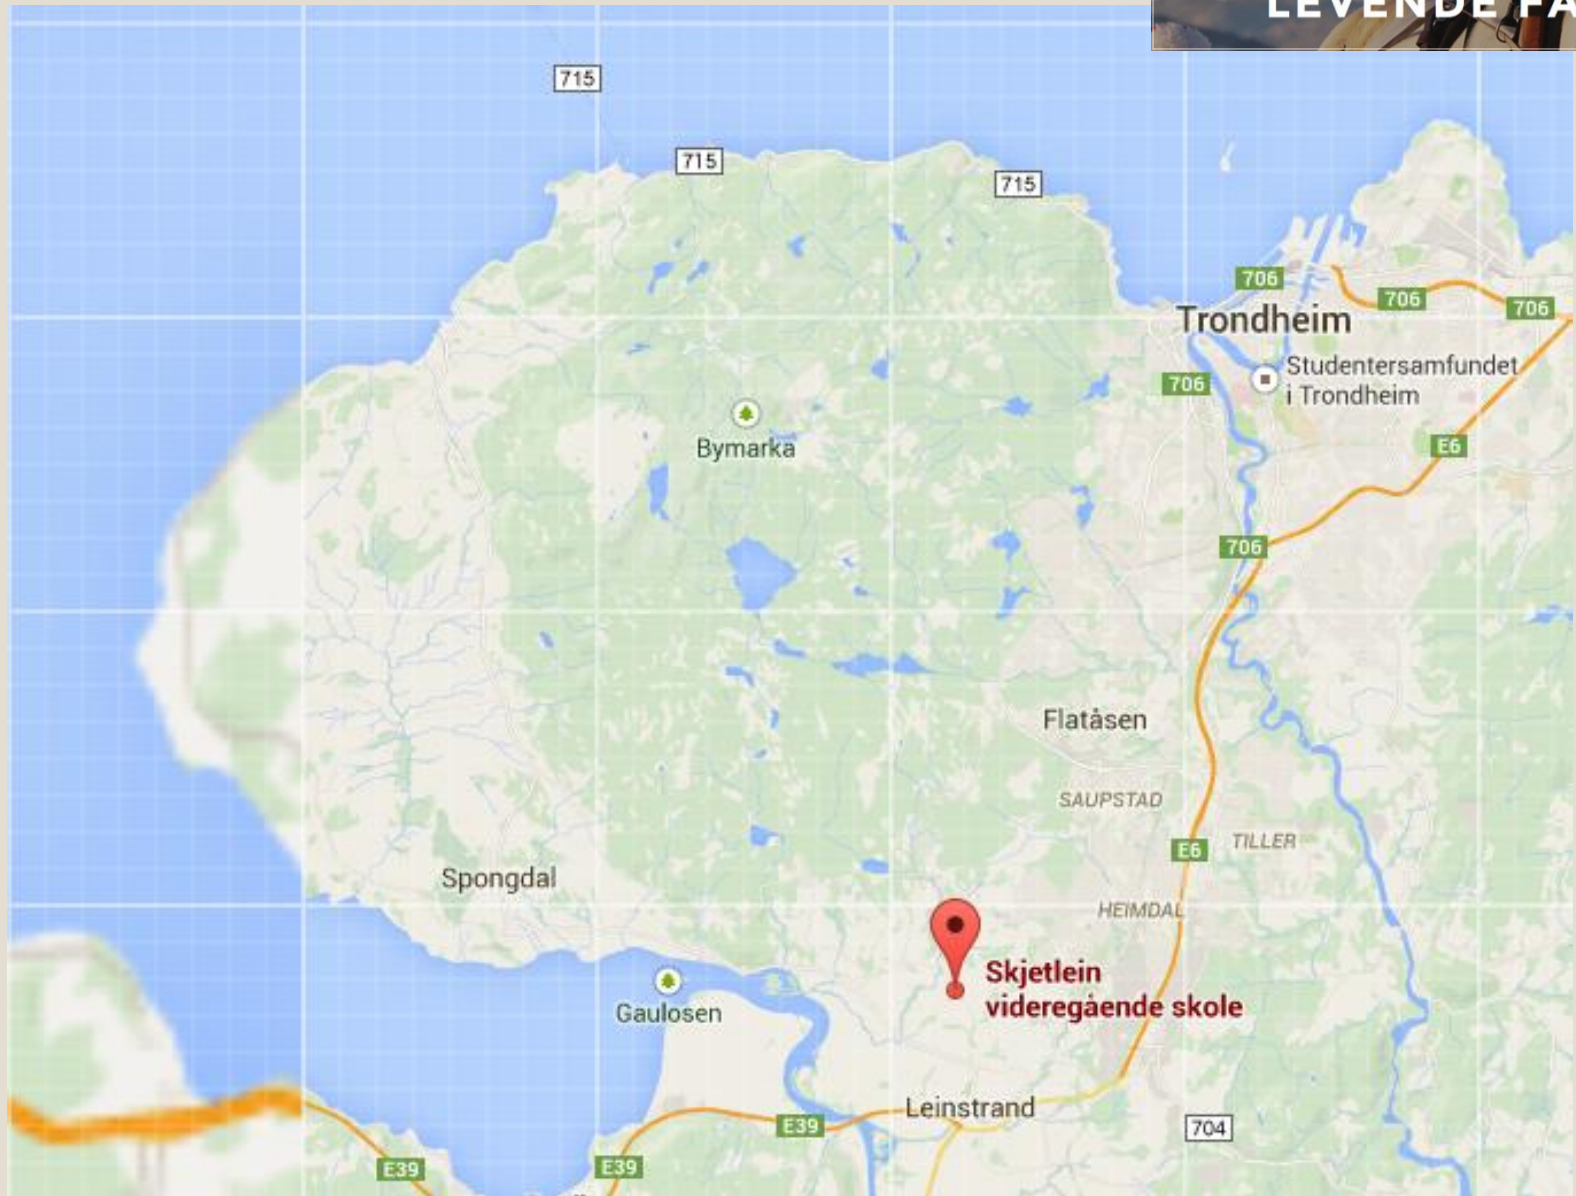 LEVENDE FA
715
715
715
706
706
706
Trondheim
Studentersamfundet
i Trondheim
706
E6
Bymarka
706
Flatåsen
SAUPSTAD
TILLER
E6
Spongdal
HEIMDAL
Skjetlein
videregående skole
Gaulosen
Leinstrand
E39
704
E39
E39